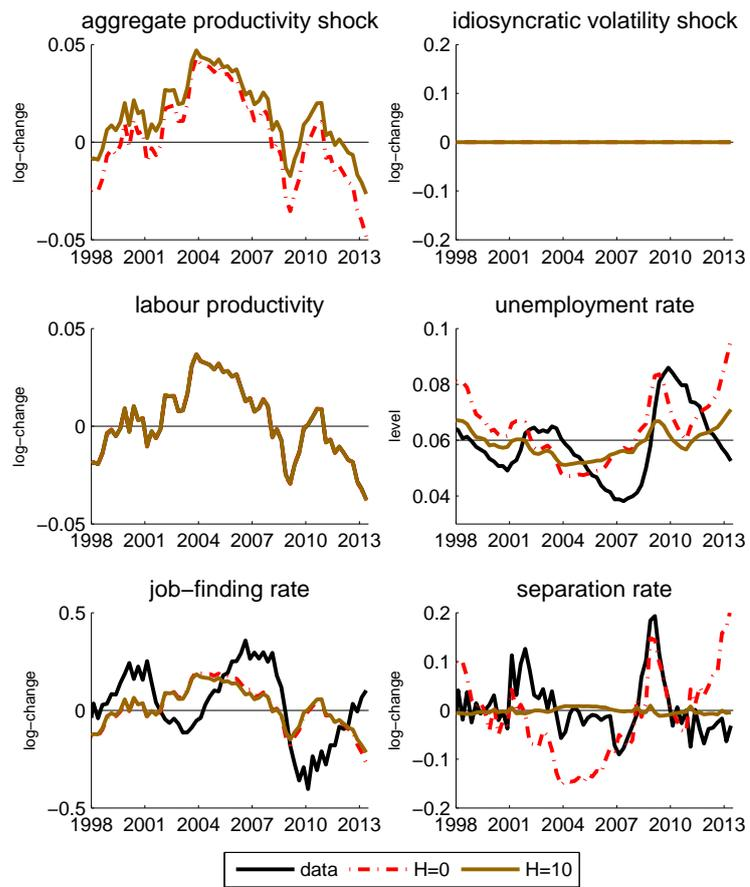 aggregate productivity shock
0.05
0
−0.05
log−change
1998 2001 2004 2007 2010 2013
idiosyncratic volatility shock
0.2
0.1
0
−0.1
−0.2
log−change
1998 2001 2004 2007 2010 2013
labour productivity
0.05
0
−0.05
log−change
1998 2001 2004 2007 2010 2013
unemployment rate
0.1
0.08
0.06
0.04
level
1998 2001 2004 2007 2010 2013
job−finding rate
0.5
0
−0.5
log−change
1998 2001 2004 2007 2010 2013
separation rate
0.2
0.1
0
−0.1
−0.2
log−change
1998 2001 2004 2007 2010 2013
data H=0 H=10